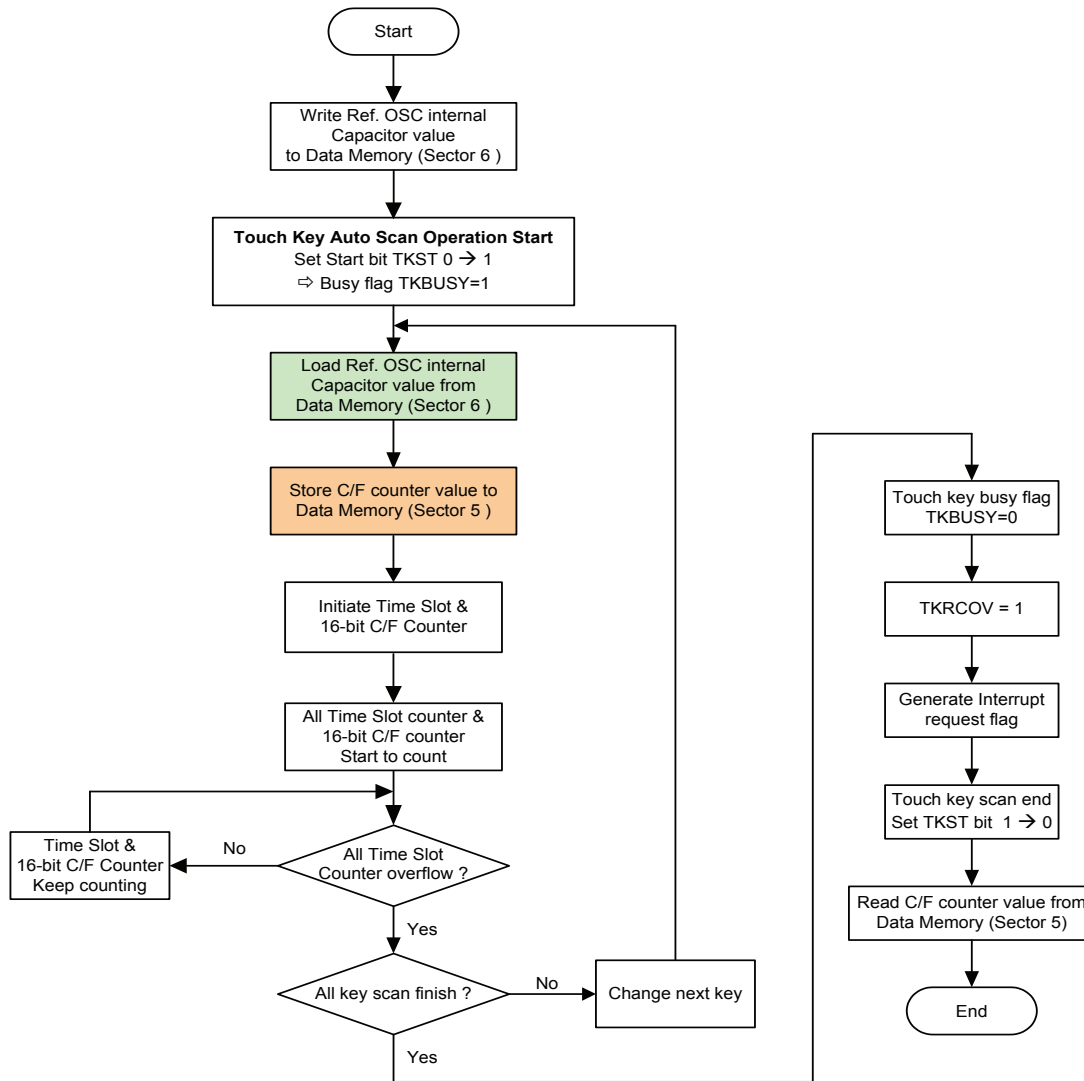 Start
Write Ref. OSC internal
Capacitor value
to Data Memory (Sector 6 )
Touch Key Auto Scan Operation Start
Set Start bit TKST 0 → 1
⇨ Busy flag TKBUSY=1
Load Ref. OSC internal
Capacitor value from
Data Memory (Sector 6 )
Store C/F counter value to
Data Memory (Sector 5 )
Initiate Time Slot &
16-bit C/F Counter
All Time Slot counter &
16-bit C/F counter
Start to count
All Time Slot
Counter overflow ?
No
Time Slot &
16-bit C/F Counter
Keep counting
Yes
All key scan finish ?
No
Change next key
Yes
Touch key busy flag
TKBUSY=0
TKRCOV = 1
Generate Interrupt
request flag
Touch key scan end
Set TKST bit 1 → 0
Read C/F counter value from
Data Memory (Sector 5)
End